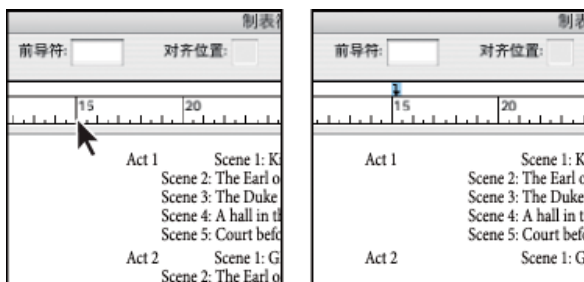 制表
前导符: 对齐位置:
15 20
Act 1 Scene 1:
Scene 2: The Earl
Scene 3: The Duke
Scene 4: A hall in
Scene 5: Court
Act 2 Scene 1:
Scene 2: The Earl
制
前导符: 对齐位置:
15 20
Act 1 Scene 1:
Scene 2: The Earl
Scene 3: The Duke
Scene 4: A hall in
Scene 5: Court
Act 2 Scene 1: